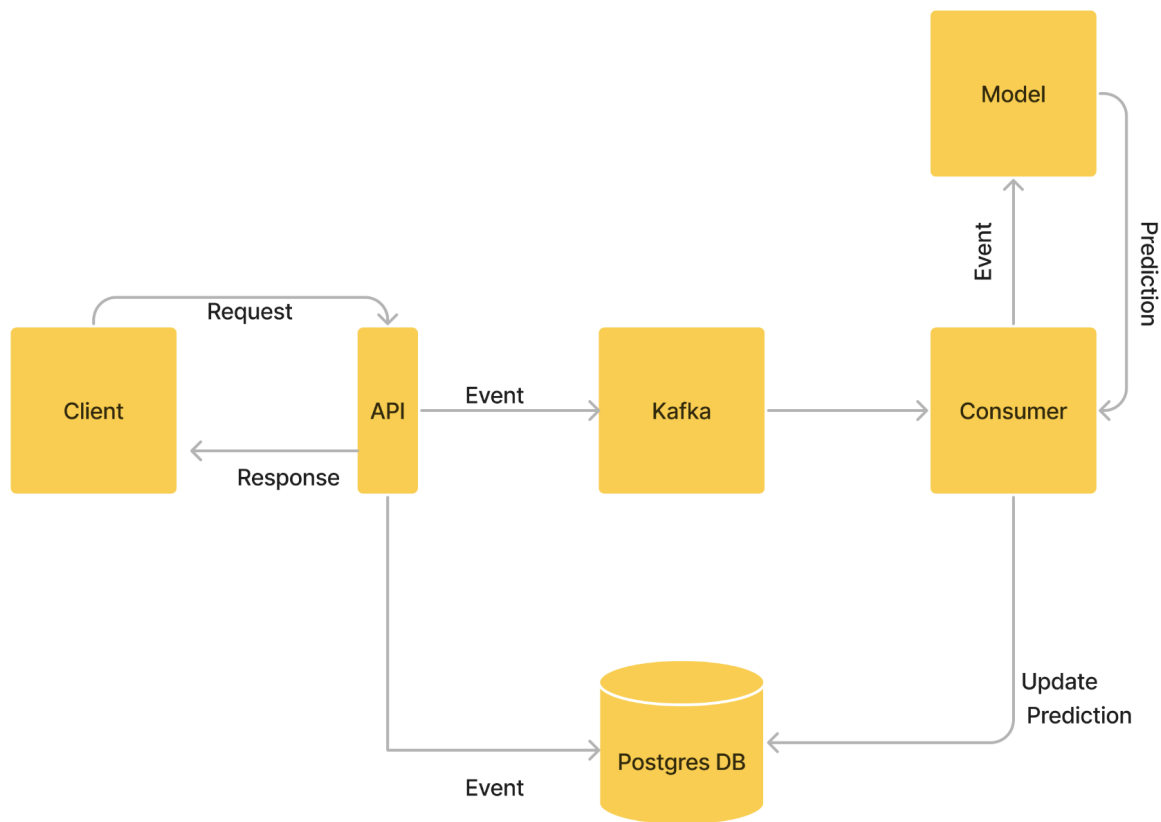 Model
Event
Prediction
Request
Client
API
Event
Kafka
Consumer
Response
Update
Prediction
Postgres DB
Event